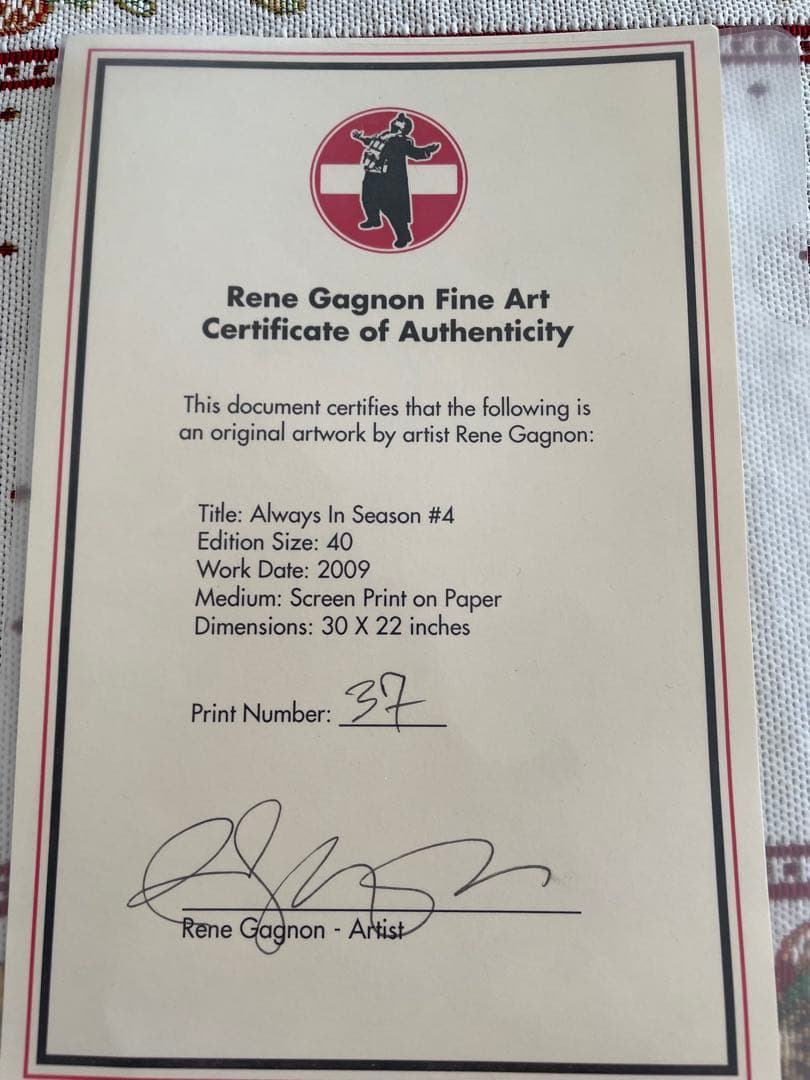 Rene Gagnon Fine Art
Certificate of Authenticity
This document certifies that the following is
an original artwork by artist Rene Gagnon:
Title: Always In Season #4
Edition Size: 40
Work Date: 2009
Medium: Screen Print on Paper
Dimensions: 30 X 22 inches
Print Number: 37
Rene Gagnon - Artist